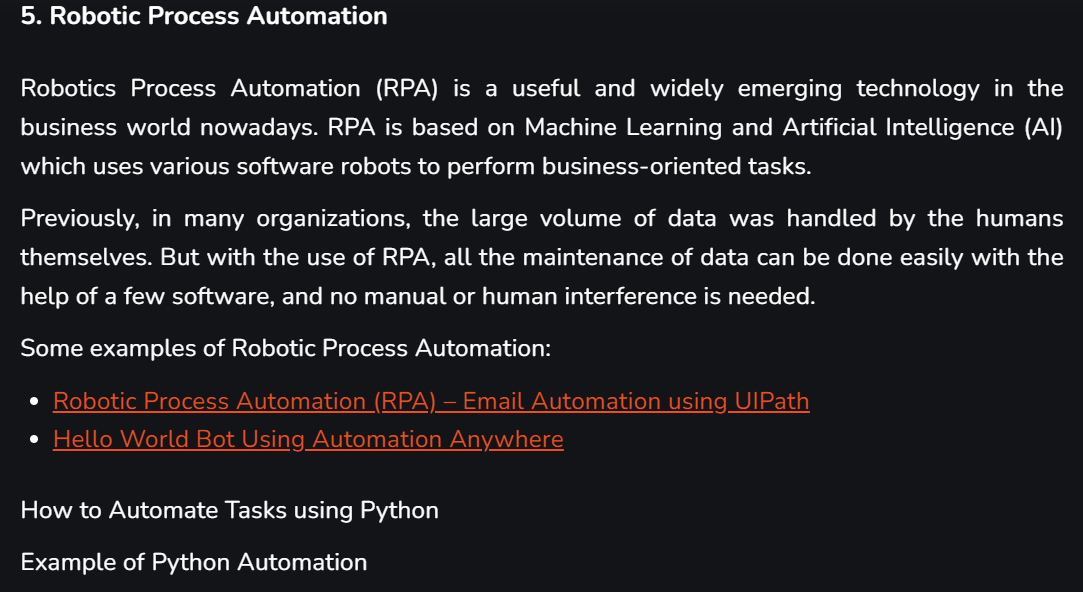 5. Robotic Process Automation
Robotics Process Automation (RPA) is a useful and widely emerging technology in the
business world nowadays. RPA is based on Machine Learning and Artificial Intelligence (AI)
which uses various software robots to perform business-oriented tasks.
Previously, in many organizations, the large volume of data was handled by the humans
themselves. But with the use of RPA, all the maintenance of data can be done easily with the
help of a few software, and no manual or human interference is needed.
Some examples of Robotic Process Automation:
• Robotic Process Automation (RPA) – Email Automation using UIPath
• Hello World Bot Using Automation Anywhere
How to Automate Tasks using Python
Example of Python Automation